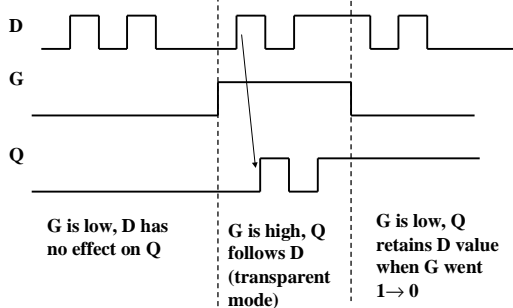 D
G
Q
G is low, D has
no effect on Q
G is high, Q
follows D
(transparent
mode)
G is low, Q
retains D value
when G went
1→ 0